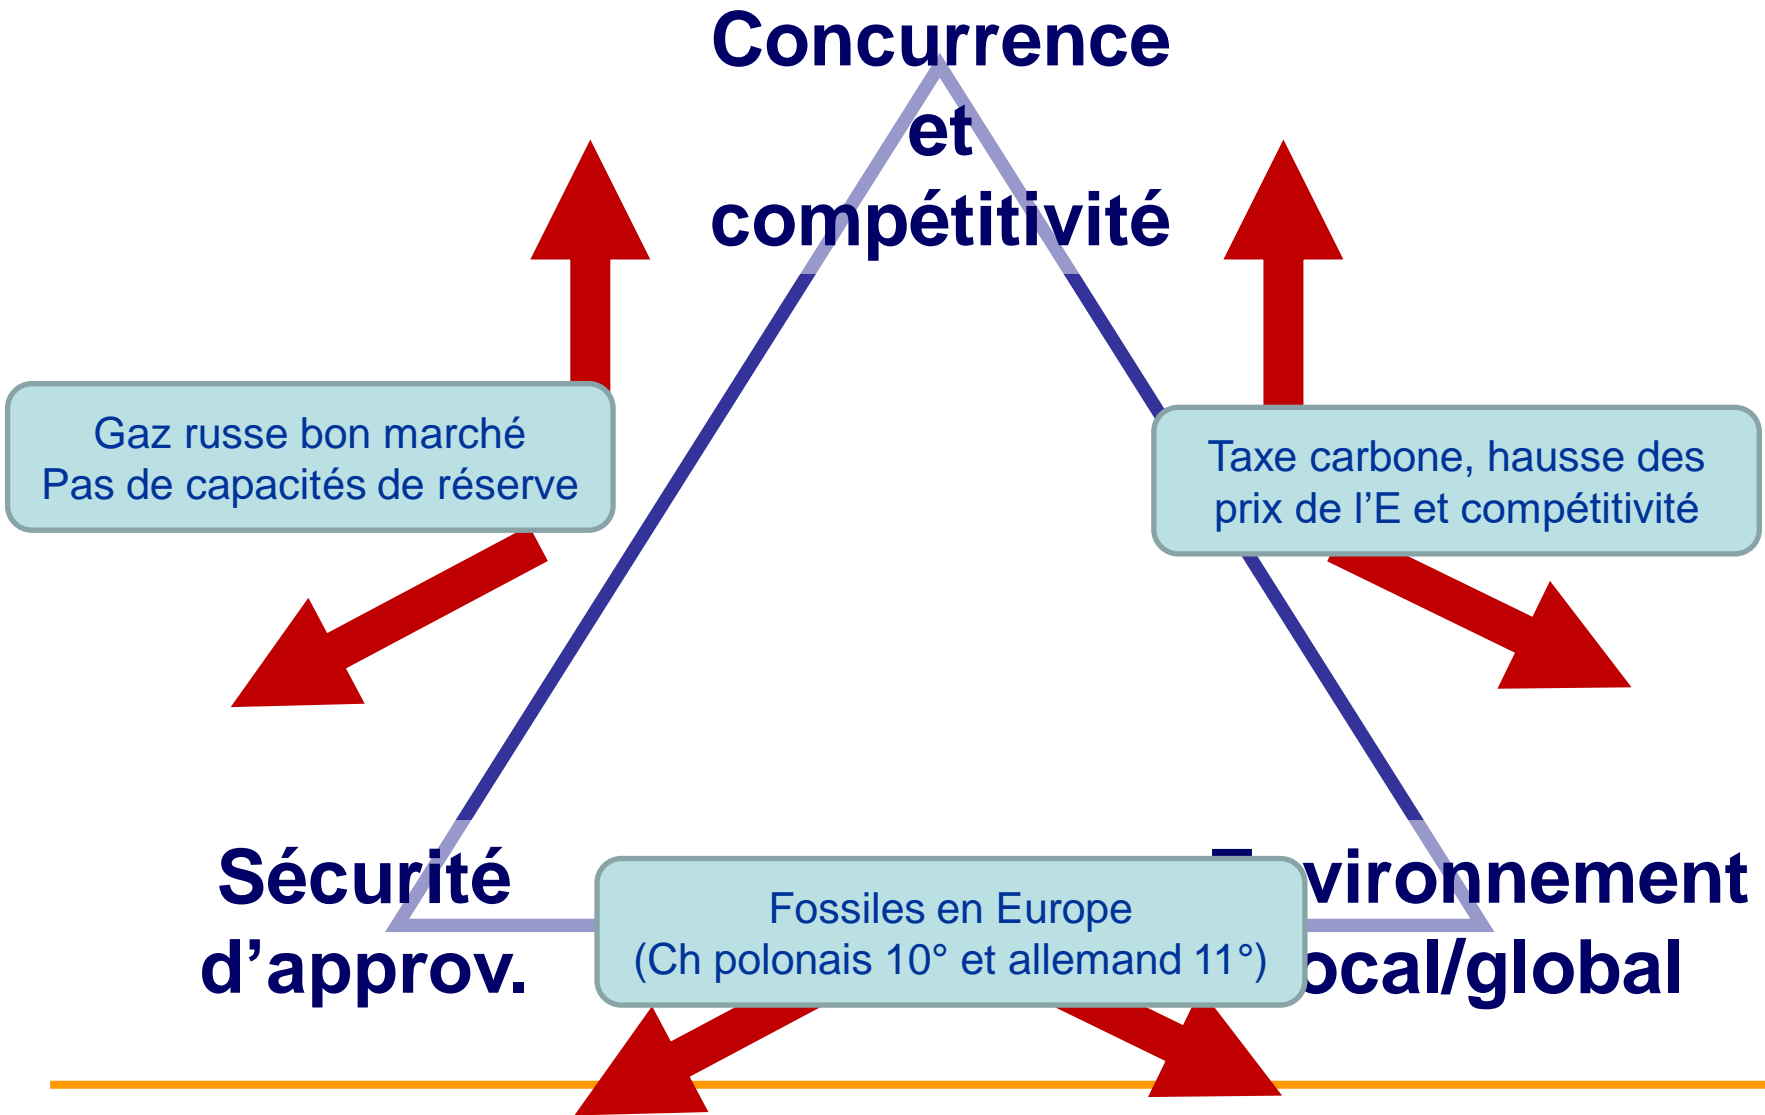 Concurrence
et
compétitivité
Gaz russe bon marché
Pas de capacités de réserve
Taxe carbone, hausse des
prix de l’E et compétitivité
Sécurité
d’approv.
Fossiles en Europe
(Ch polonais 10° et allemand 11°)
vironnement
ocal/global